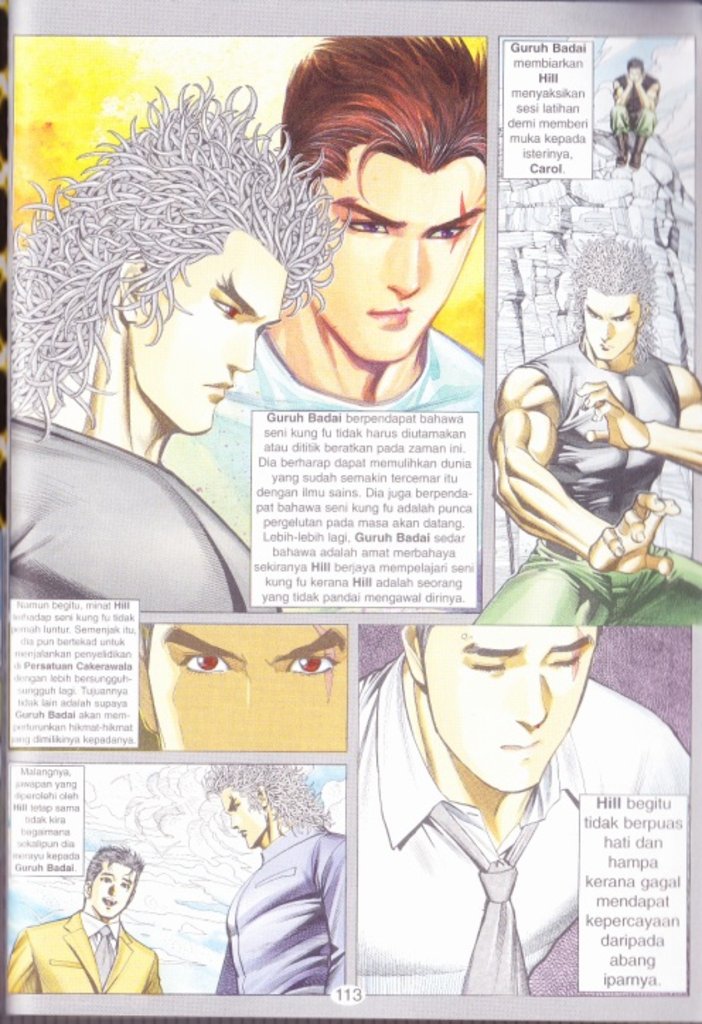 Guruh Badai berpendapat bahawa
seni kung fu tidak harus diutamakan
atau dititik beratkan pada zaman ini.
Dia berharap dapat memulihkan dunia
yang sudah semakin tercemar itu
dengan ilmu sains. Dia juga berpenda-
pat bahawa seni kung fu adalah punca
pergelutan pada masa akan datang.
Lebih-lebih lagi, Guruh Badai sedar
bahawa adalah amat merbahaya
sekiranya Hill berjaya mempelajari seni
kung fu kerana Hill adalah seorang
yang tidak pandai mengawal dirinya.
Guruh Badai
membiarkan
Hill
menyaksikan
sesi latihan
demi memberi
muka kepada
isterinya,
Carol.
Namun begitu, minat Hill
terhadap seni kung fu tidak
pernah luntur. Semenjak itu,
dia pun bertekad untuk
menjalankan penyelidikan
di Persatuan Cakerawala
dengan lebih bersungguh-
sungguh lagi. Tujuannya
tidak lain adalah supaya
Guruh Badai akan mem-
perturunkan hikmat-hikmat
yang dimilikinya kepadanya.
Malangnya,
jawapan yang
diperolehi oleh
Hill tetap sama
tidak kira
bagaimana
sekalipun dia
merayu kepada
Guruh Badai.
Hill begitu
tidak berpuas
hati dan
hampa
kerana gagal
mendapat
kepercayaan
daripada
abang
iparnya.
113